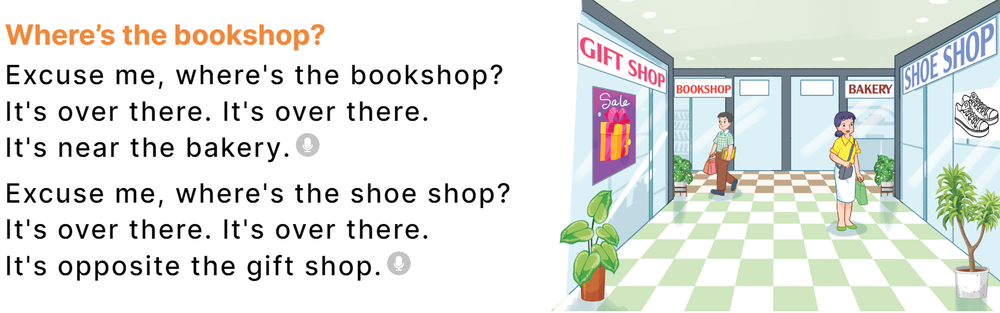 Where’s the bookshop?
Excuse me, where's the bookshop?
It's over there. It's over there.
It's near the bakery.
Excuse me, where's the shoe shop?
It's over there. It's over there.
It's opposite the gift shop.
GIFT SHOP
Sale
BOOKSHOP
BAKERY
SHOE SHOP